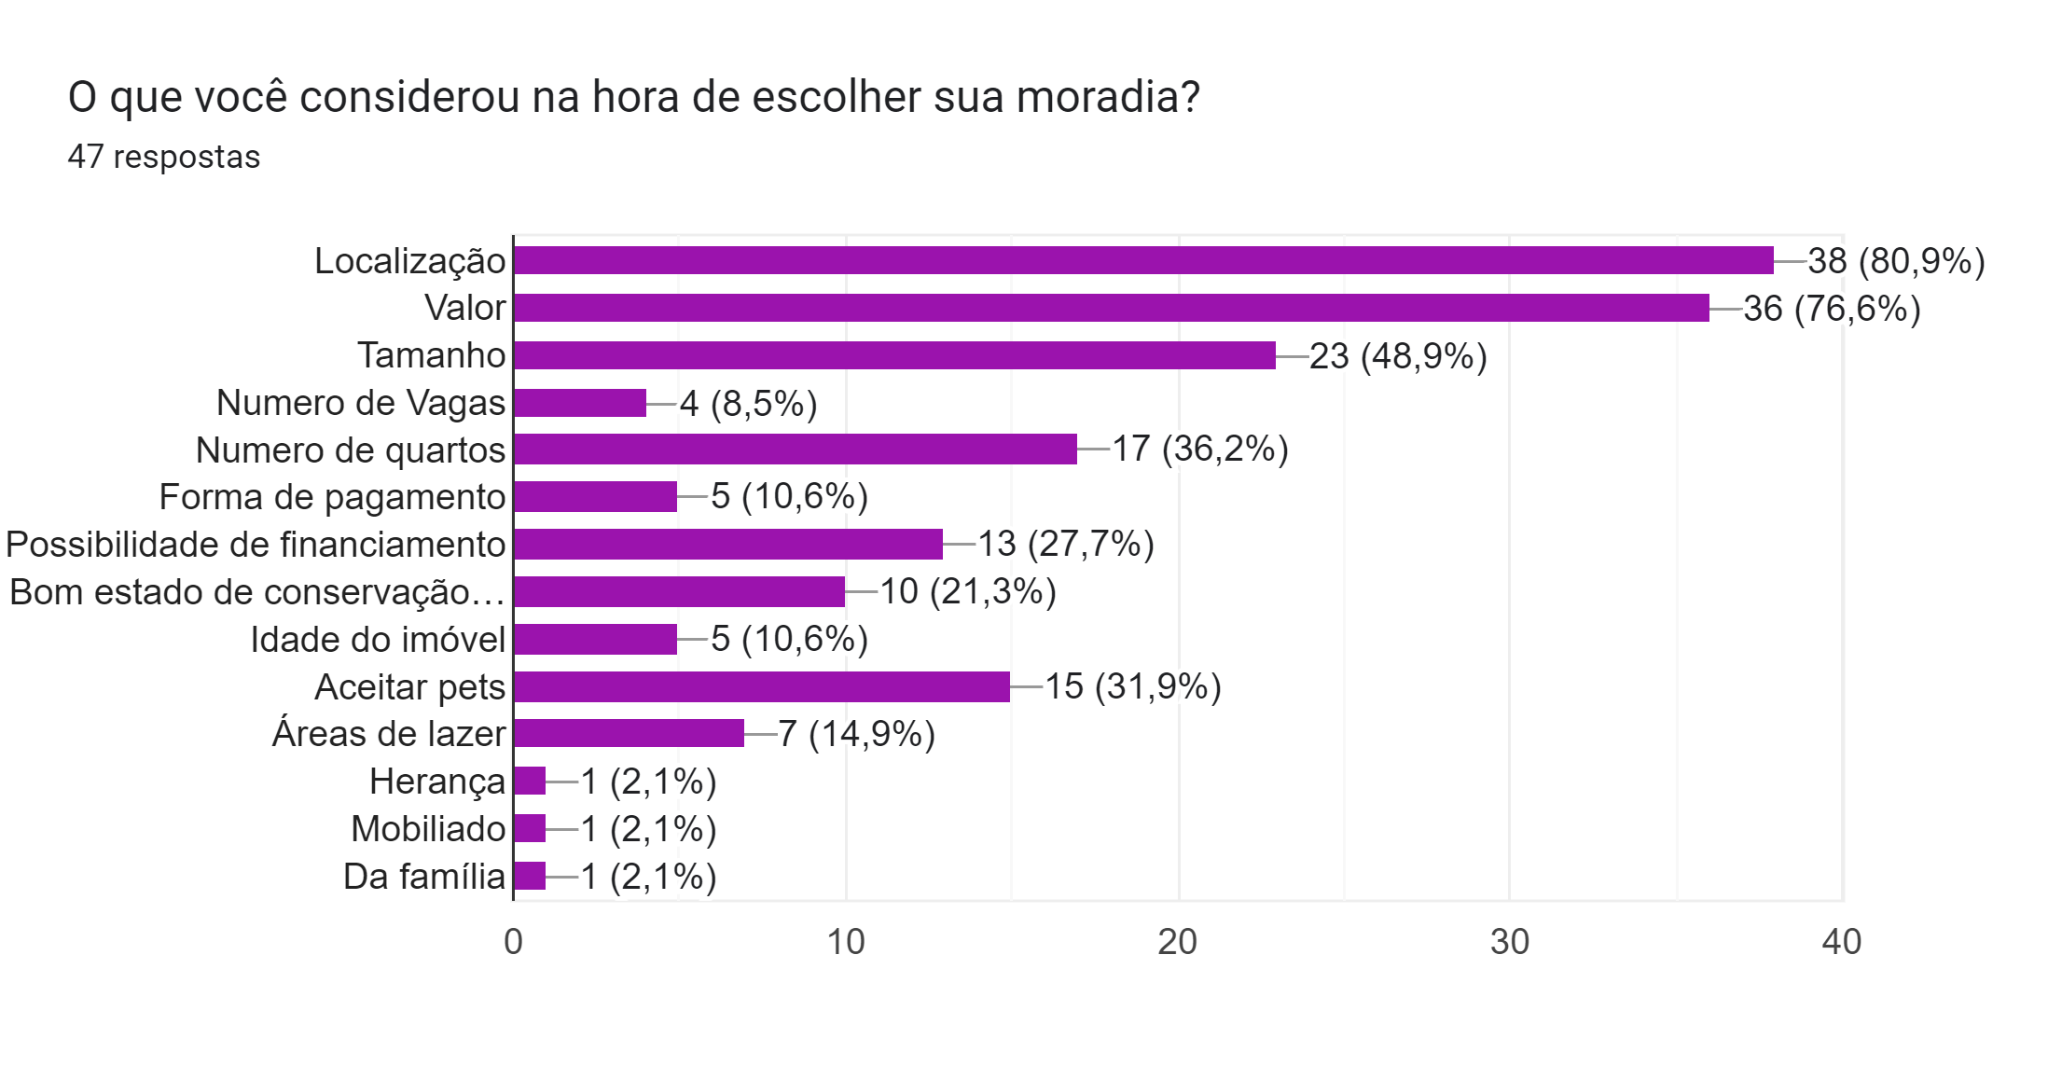 O que você considerou na hora de escolher sua moradia?
47 respostas
Localização 38 (80,9%)
Valor 36 (76,6%)
Tamanho 23 (48,9%)
Numero de Vagas 4 (8,5%)
Numero de quartos 17 (36,2%)
Forma de pagamento 5 (10,6%)
Possibilidade de financiamento 13 (27,7%)
Bom estado de conservação… 10 (21,3%)
Idade do imóvel 5 (10,6%)
Aceitar pets 15 (31,9%)
Áreas de lazer 7 (14,9%)
Herança 1 (2,1%)
Mobiliado 1 (2,1%)
Da família 1 (2,1%)
0 10 20 30 40